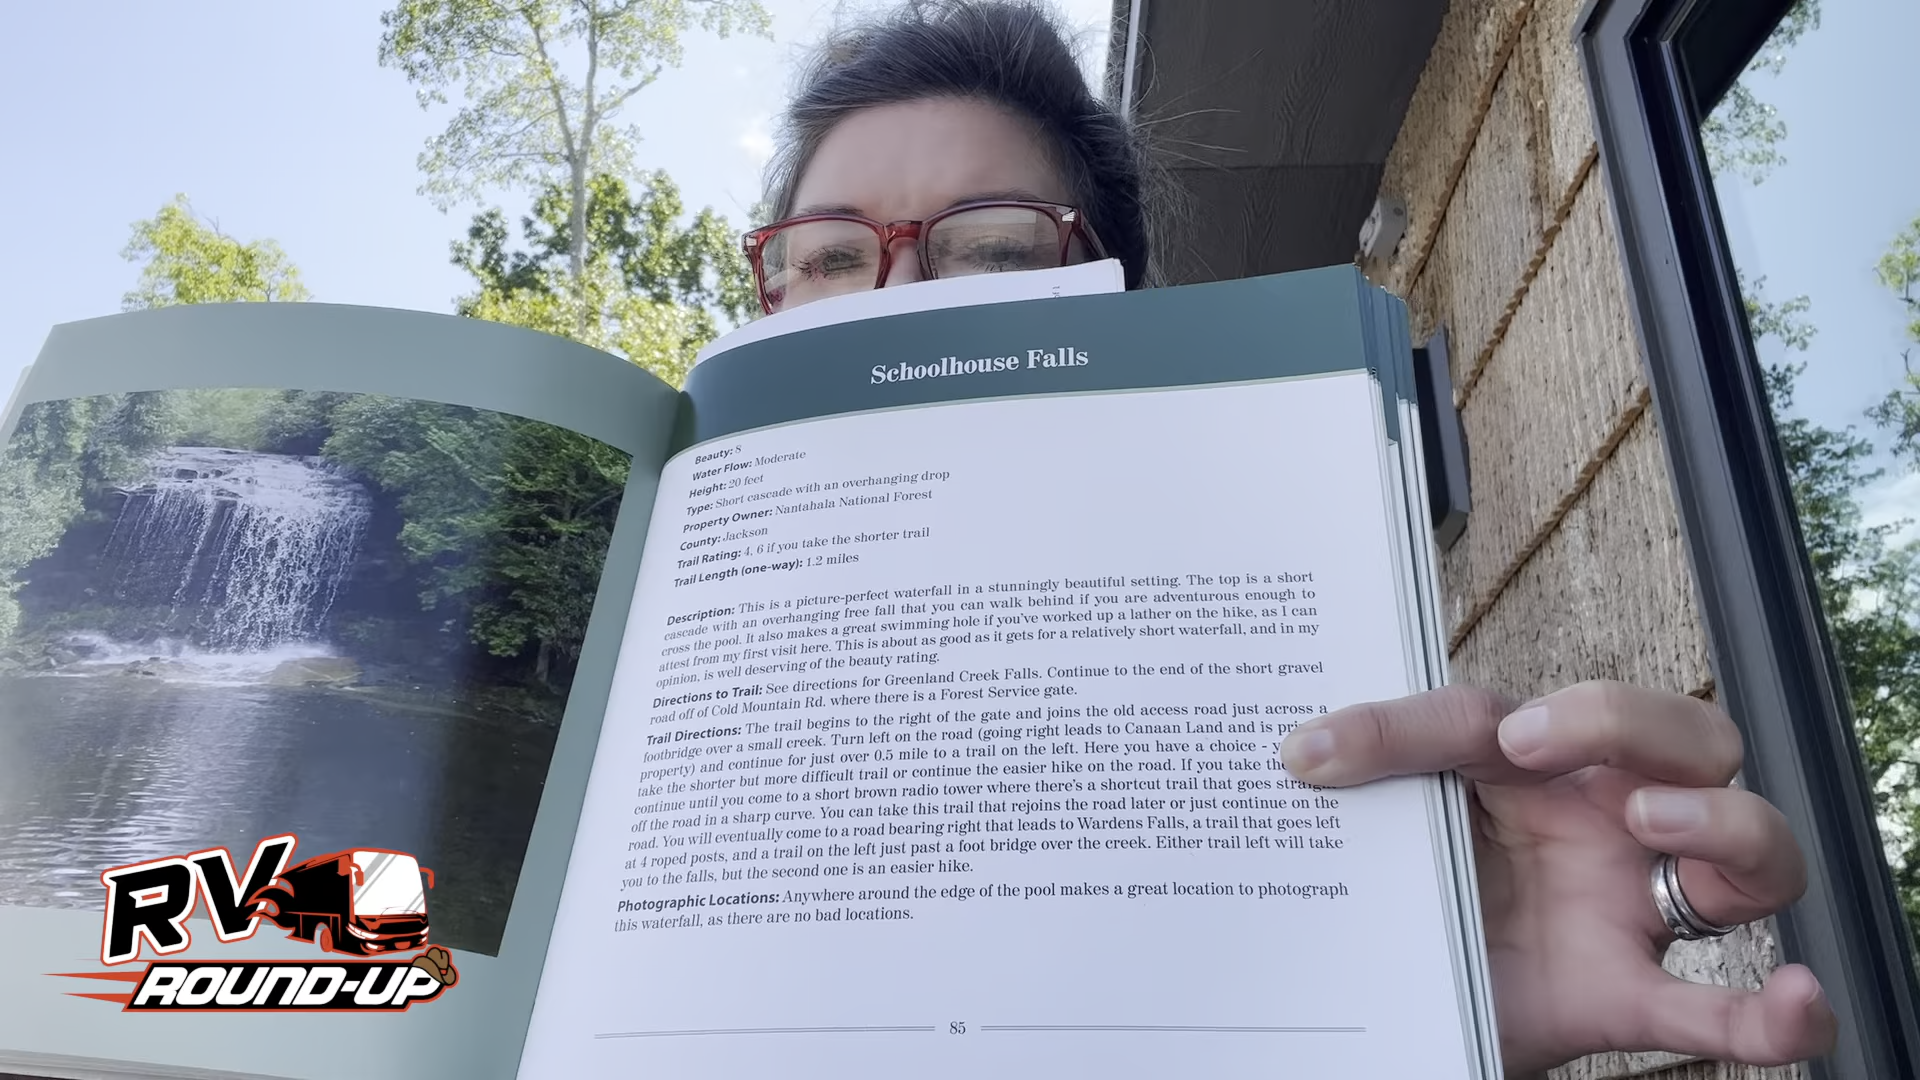 Schoolhouse Falls
Beauty: 8
Water Flow: Moderate
Height: 20 feet
Type: Short cascade with an overhanging drop
Property Owner: Nantahala National Forest
County: Jackson
Trail Rating: 4, 6 if you take the shorter trail
Trail Length (one-way): 1.2 miles
Description: This is a picture-perfect waterfall in a stunningly beautiful setting. The top is a short
cascade with an overhanging free fall that you can walk behind if you are adventurous enough to
cross the pool. It also makes a great swimming hole if you've worked up a lather on the hike, as I can
attest from my first visit here. This is about as good as it gets for a relatively short waterfall, and in my
opinion, is well deserving of the beauty rating.
Directions to Trail: See directions for Greenland Creek Falls. Continue to the end of the short gravel
road off of Cold Mountain Rd. where there is a Forest Service gate.
Trail Directions: The trail begins to the right of the gate and joins the old access road just across a
footbridge over a small creek. Turn left on the road (going right leads to Canaan Land and is
property) and continue for just over 0.5 mile to a trail on the left. Here you have a choice -
take the shorter but more difficult trail or continue the easier hike on the road. If you take
continue until you come to a short brown radio tower where there's a shortcut trail that goes
off the road in a sharp curve. You can take this trail that rejoins the road later or just continue on the
road. You will eventually come to a road bearing right that leads to Wardens Falls, a trail that goes left
at 4 roped posts, and a trail on the left just past a foot bridge over the creek. Either trail left will take
you to the falls, but the second one is an easier hike.
Photographic Locations: Anywhere around the edge of the pool makes a great location to photograph
this waterfall, as there are no bad locations.
85
RV
ROUND-UP